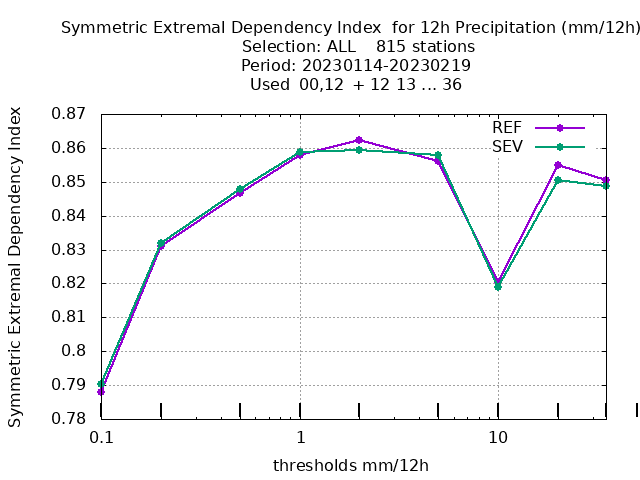 Symmetric Extremal Dependency Index  for 12h Precipitation (mm/12h)
Selection: ALL    815 stations
Period: 20230114-20230219
Used  00,12  + 12 13 ... 36
Symmetric Extremal Dependency Index
0.87
0.86
0.85
0.84
0.83
0.82
0.81
0.8
0.79
0.78
REF
SEV
0.1
1
10
thresholds mm/12h